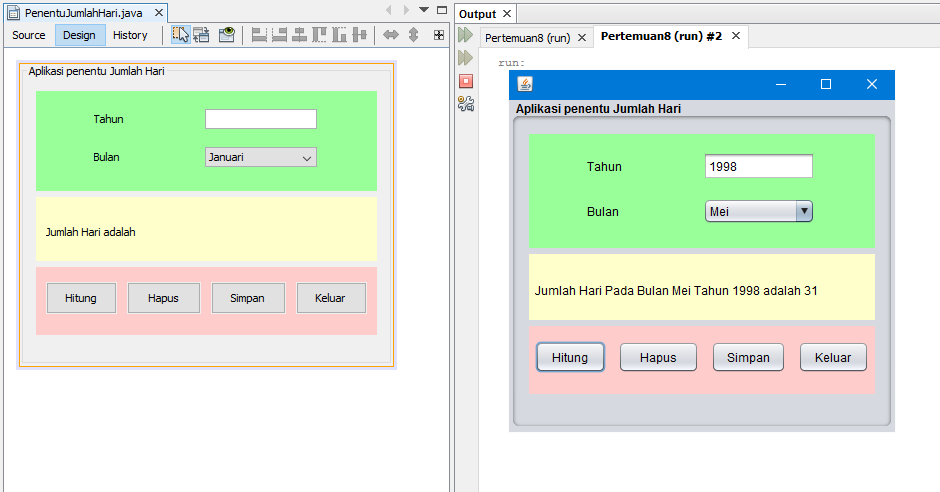 PenentuJumlahHari.java
Source Design History
Aplikasi penentu Jumlah Hari
Tahun
Bulan Januari
Jumlah Hari adalah
Hitung Hapus Simpan Keluar
Output
Pertemuan8 (run) Pertemuan8 (run) #2
run:
Aplikasi penentu Jumlah Hari
Tahun 1998
Bulan Mei
Jumlah Hari Pada Bulan Mei Tahun 1998 adalah 31
Hitung Hapus Simpan Keluar